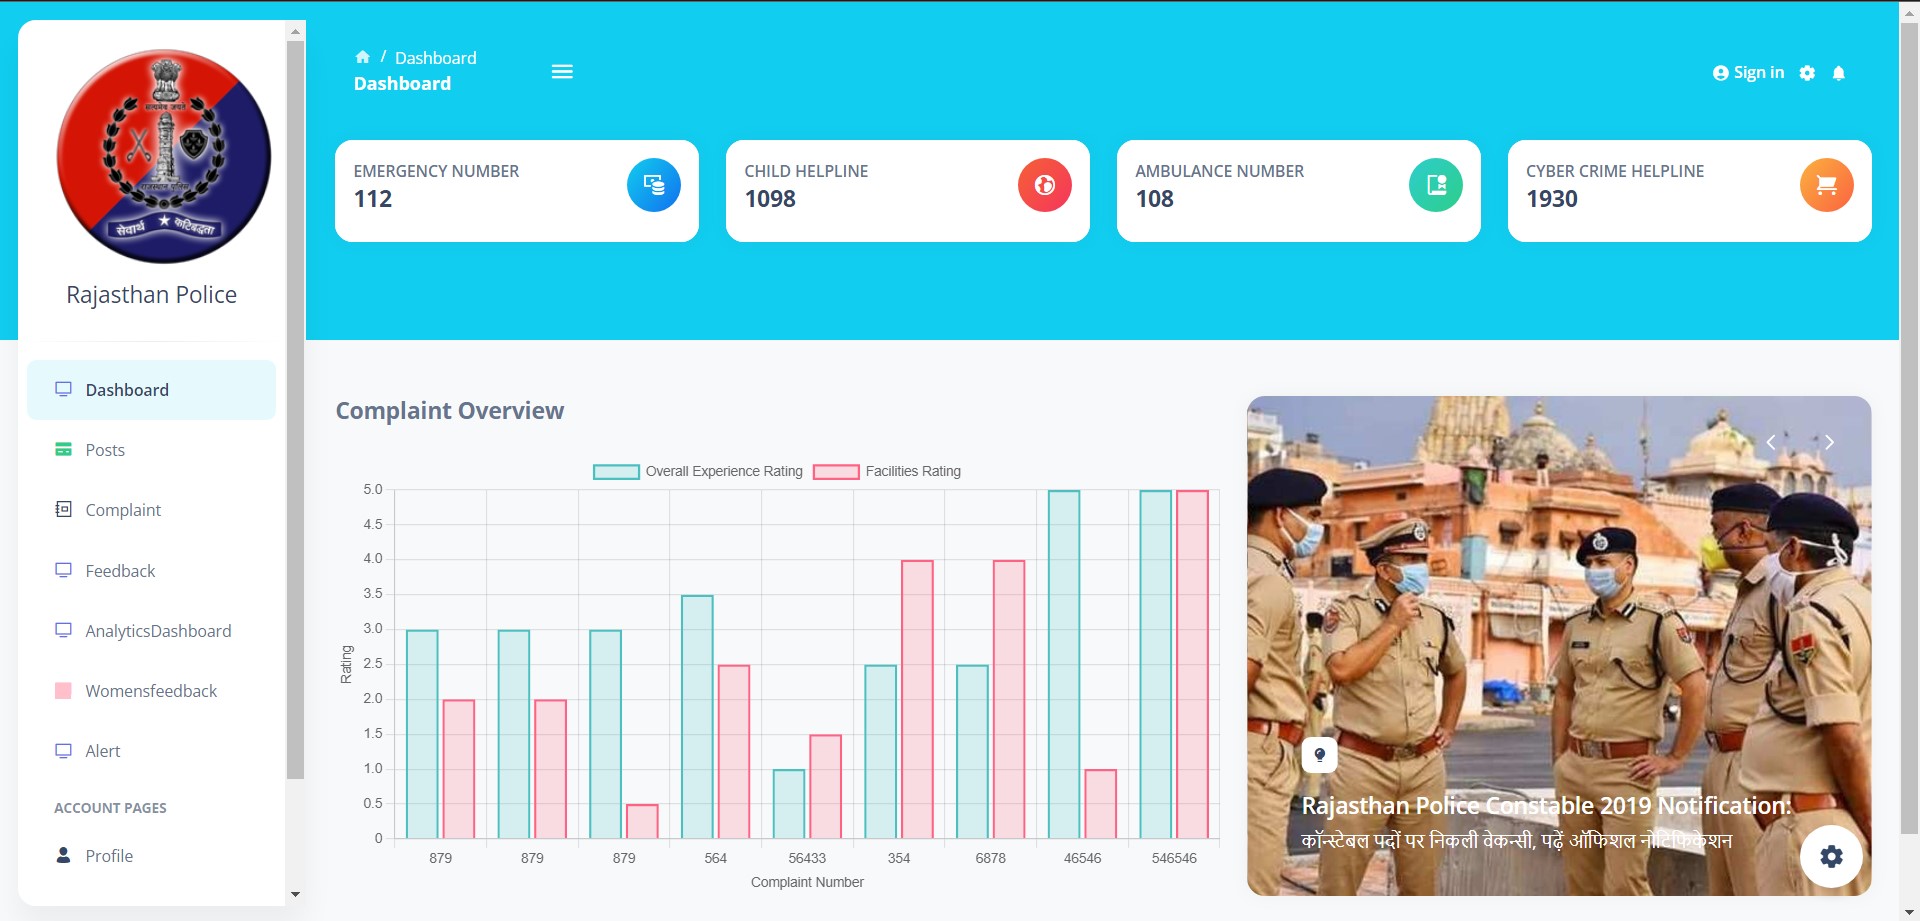 सत्यमेव जयते
राजस्थान पुलिस
सेवार्थ कटिबद्धता
Rajasthan Police
Dashboard
Posts
Complaint
Feedback
AnalyticsDashboard
Womensfeedback
Alert
ACCOUNT PAGES
Profile
/ Dashboard
Dashboard
Sign in
EMERGENCY NUMBER
112
CHILD HELPLINE
1098
AMBULANCE NUMBER
108
CYBER CRIME HELPLINE
1930
Complaint Overview
Overall Experience Rating
Facilities Rating
5.0
4.5
4.0
3.5
3.0
2.5
2.0
1.5
1.0
0.5
0
Rating
879 879 879 564 56433 354 6878 46546 546546
Complaint Number
Rajasthan Police Constable 2019 Notification:
कॉन्स्टेबल पदों पर निकली वेकन्सी, पढ़ें ऑफिशल नोटिफिकेशन